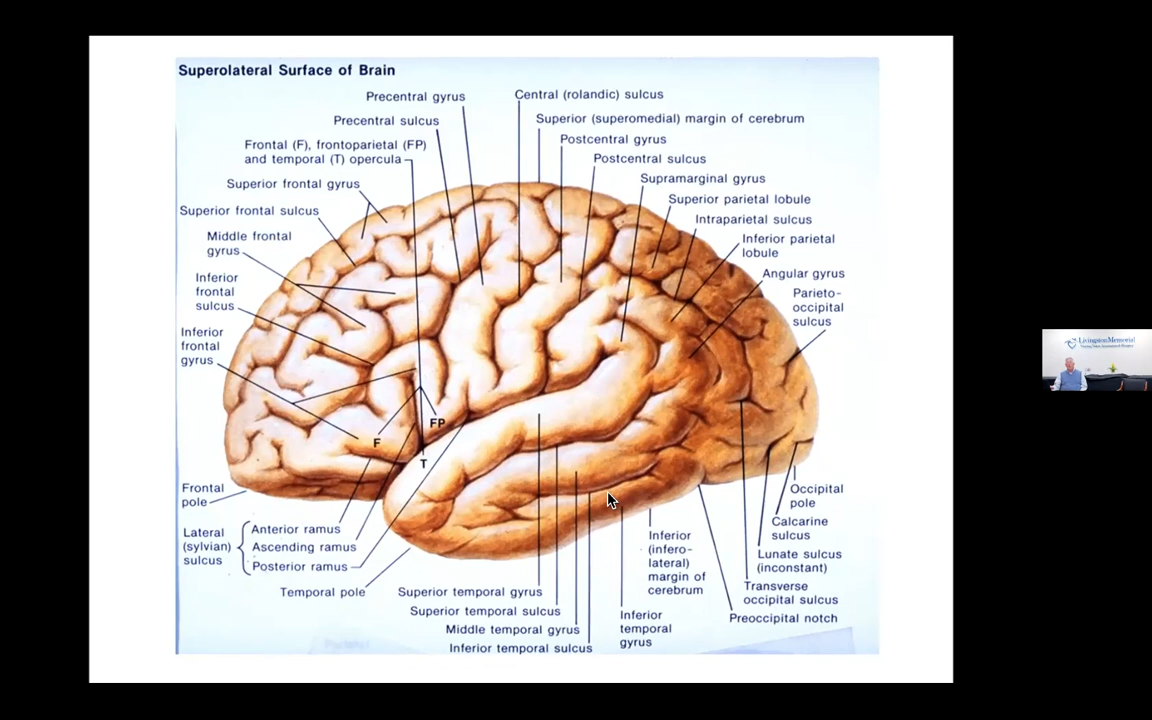 Superolateral Surface of Brain
Precentral gyrus
Central (rolandic) sulcus
Precentral sulcus
Superior (superomedial) margin of cerebrum
Frontal (F), frontoparietal (FP)
and temporal (T) opercula
Postcentral gyrus
Postcentral sulcus
Superior frontal gyrus
Supramarginal gyrus
Superior frontal sulcus
Superior parietal lobule
Middle frontal
gyrus
Intraparietal sulcus
Inferior parietal
lobule
Inferior
frontal
sulcus
Angular gyrus
Parieto-
occipital
sulcus
Inferior
frontal
gyrus
F
FP
T
Frontal
pole
Occipital
pole
Lateral
(sylvian)
sulcus
Anterior ramus
Ascending ramus
Posterior ramus
Calcarine
sulcus
Inferior
(infero-
lateral)
margin of
cerebrum
Lunate sulcus
(inconstant)
Temporal pole
Superior temporal gyrus
Transverse
occipital sulcus
Superior temporal sulcus
Inferior
temporal
gyrus
Preoccipital notch
Middle temporal gyrus
Inferior temporal sulcus
LivingstonMemorial